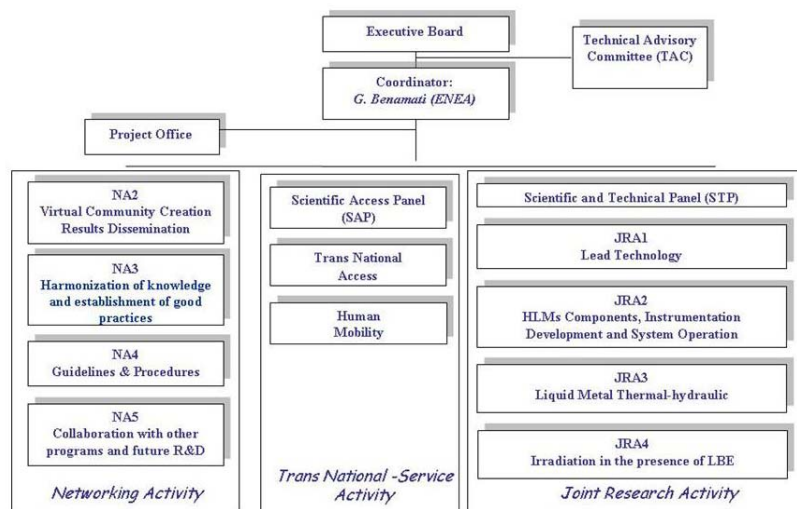 Executive Board
Technical Advisory
Committee (TAC)
Coordinator:
G. Benamati (ENEA)
Project Office
NA2
Virtual Community Creation
Results Dissemination
NA3
Harmonization of knowledge
and establishment of good
practices
NA4
Guidelines & Procedures
NA5
Collaboration with other
programs and future R&D
Networking Activity
Scientific Access Panel
(SAP)
Trans National
Access
Human
Mobility
Trans National -Service
Activity
Scientific and Technical Panel (STP)
JRA1
Lead Technology
JRA2
HLMs Components, Instrumentation
Development and System Operation
JRA3
Liquid Metal Thermal-hydraulic
JRA4
Irradiation in the presence of LBE
Joint Research Activity